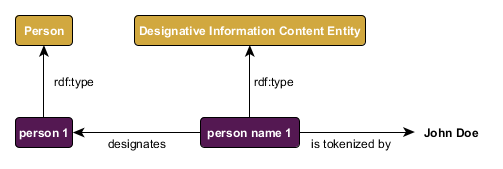 Person
Designative Information Content Entity
rdf:type
rdf:type
person 1
person name 1
John Doe
designates
is tokenized by